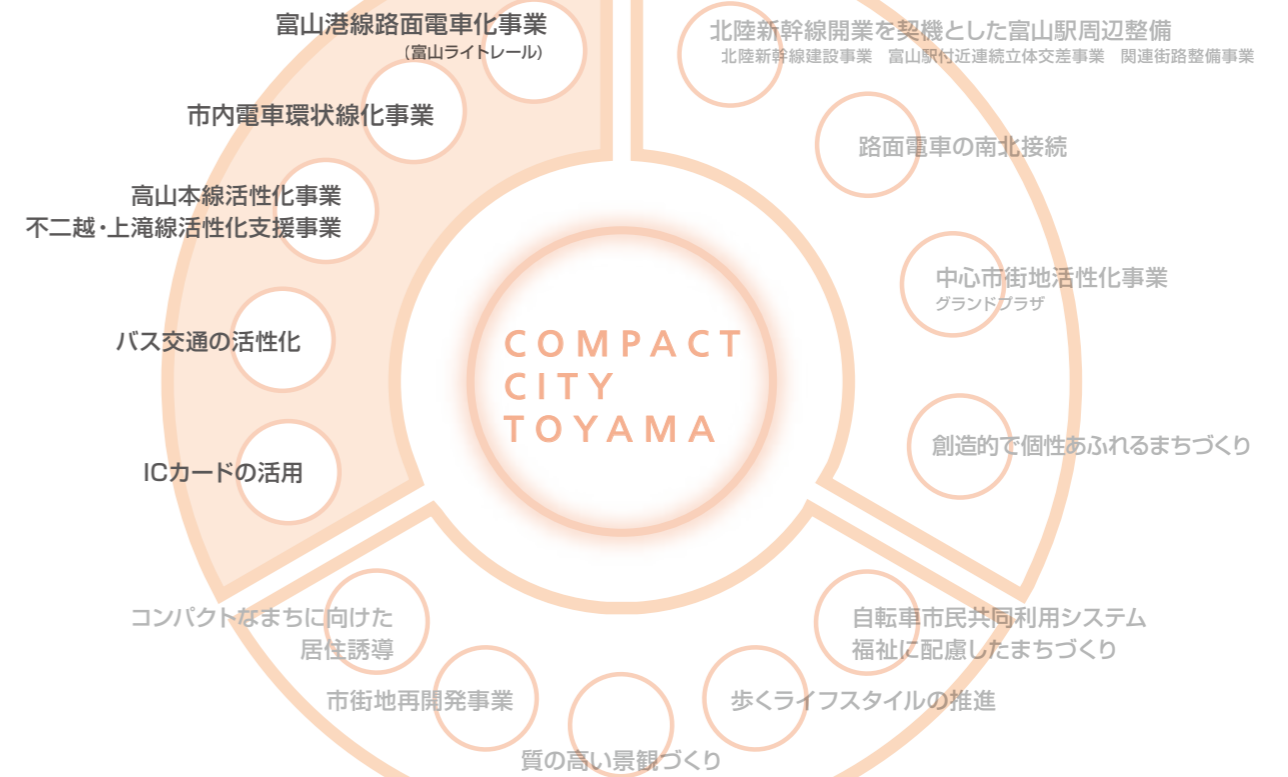 富山港線路面電車化事業
(富山ライトレール)
市内電車環状線化事業
高山本線活性化事業
不二越・上滝線活性化支援事業
バス交通の活性化
ICカードの活用
北陸新幹線開業を契機とした富山駅周辺整備
北陸新幹線建設事業 富山駅付近連続立体交差事業 関連街路整備事業
路面電車の南北接続
中心市街地活性化事業
グランドプラザ
創造的で個性あふれるまちづくり
COMPACT
CITY
TOYAMA
コンパクトなまちに向けた
居住誘導
市街地再開発事業
質の高い景観づくり
歩くライフスタイルの推進
自転車市民共同利用システム
福祉に配慮したまちづくり